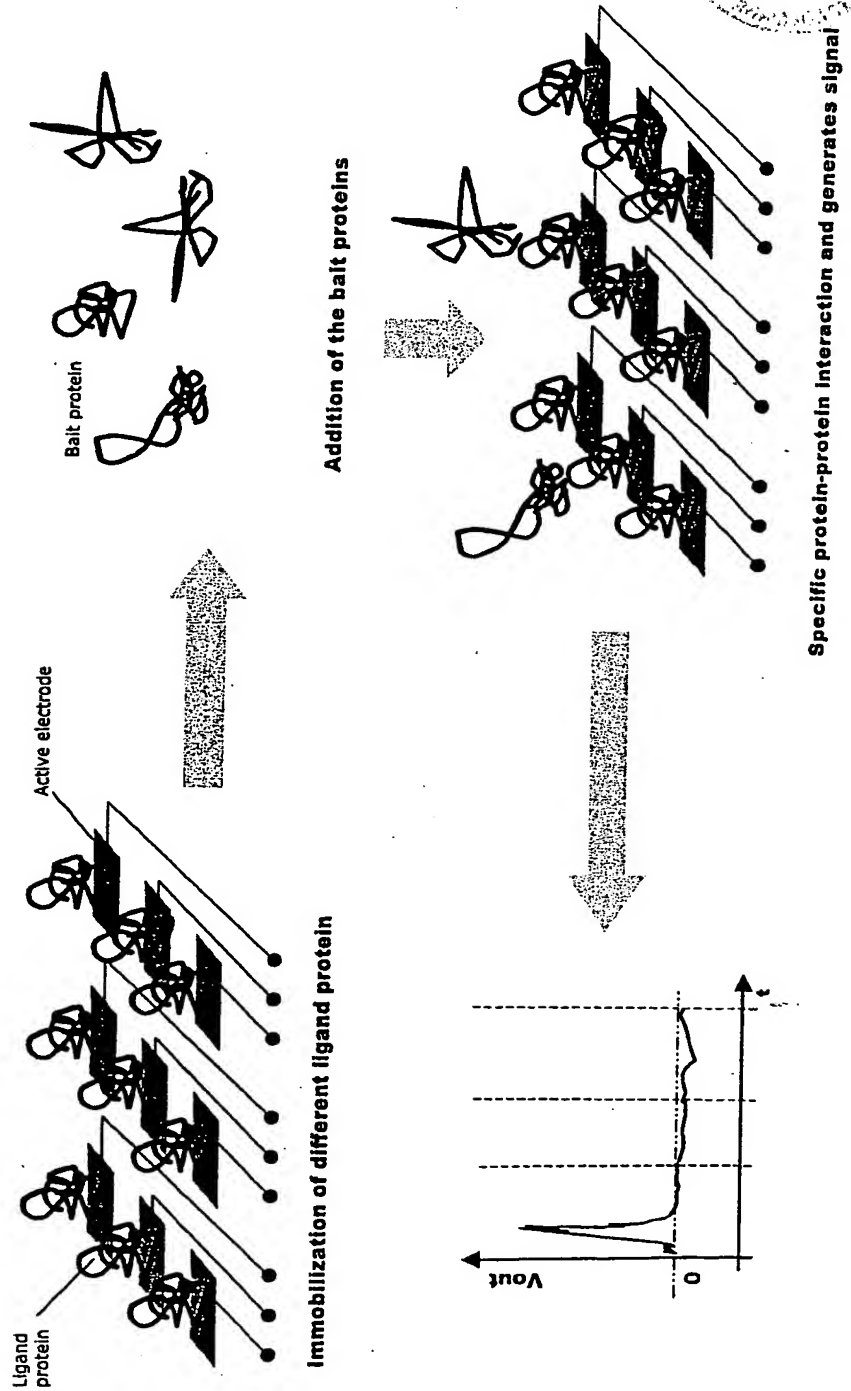 Ligand
protein
Active electrode
Immobilization of different ligand protein
Bait protein
Addition of the bait proteins
Specific protein-protein interaction and generates signal
Vout
0
t